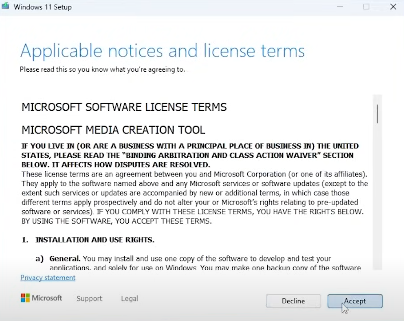 Windows 11 Setup
Applicable notices and license terms
Please read this so you know what you're agreeing to.
MICROSOFT SOFTWARE LICENSE TERMS
MICROSOFT MEDIA CREATION TOOL
IF YOU LIVE IN (OR ARE A BUSINESS WITH A PRINCIPAL PLACE OF BUSINESS IN) THE UNITED
STATES, PLEASE READ THE "BINDING ARBITRATION AND CLASS ACTION WAIVER" SECTION
BELOW. IT AFFECTS HOW DISPUTES ARE RESOLVED.
These license terms are an agreement between you and Microsoft Corporation (or one of its affiliates).
They apply to the software named above and any Microsoft services or software updates (except to the
extent such services or updates are accompanied by new or additional terms, in which case those
different terms apply prospectively and do not alter your or Microsoft's rights relating to pre-updated
software or services). IF YOU COMPLY WITH THESE LICENSE TERMS, YOU HAVE THE RIGHTS BELOW.
BY USING THE SOFTWARE, YOU ACCEPT THESE TERMS.
1. INSTALLATION AND USE RIGHTS.
a) General. You may install and use one copy of the software to develop and test your
applications, and solely for use on Windows. You may make one backup copy of the software
Privacy statement
Microsoft Support Legal Decline Accept